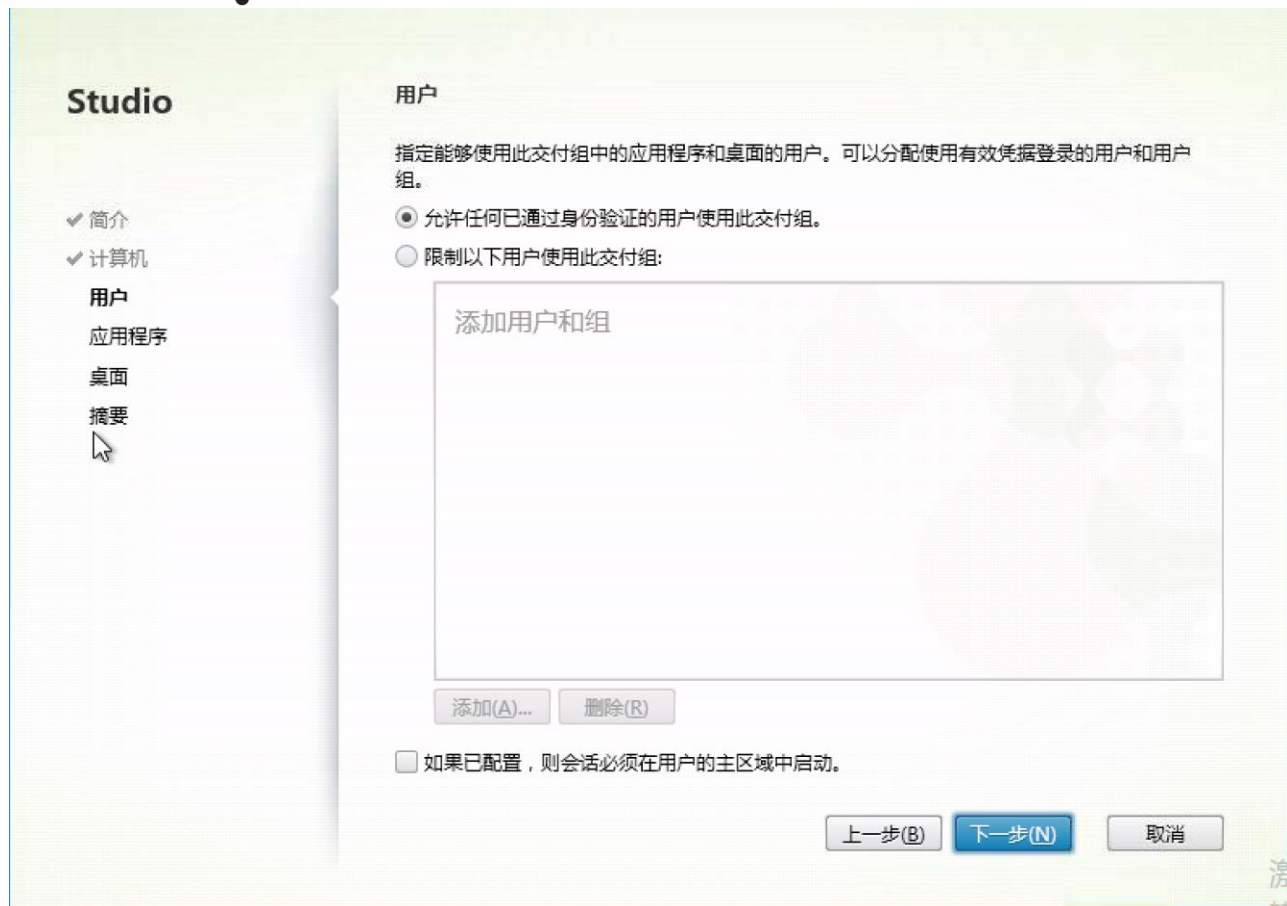 Studio
用户
指定能够使用此交付组中的应用程序和桌面的用户。可以分配使用有效凭据登录的用户和用户
组。
简介
允许任何已通过身份验证的用户使用此交付组。
计算机
限制以下用户使用此交付组:
用户
添加用户和组
应用程序
桌面
摘要
添加(A)... 删除(R)
如果已配置，则会话必须在用户的主区域中启动。
上一步(B) 下一步(N) 取消